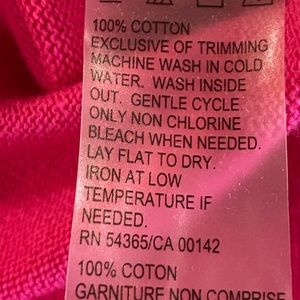 100% COTTON
EXCLUSIVE OF TRIMMING
MACHINE WASH IN COLD
WATER. WASH INSIDE
OUT. GENTLE CYCLE.
ONLY NON CHLORINE
BLEACH WHEN NEEDED.
LAY FLAT TO DRY.
IRON AT LOW
TEMPERATURE IF
NEEDED.
RN 54365/CA 00142
100% COTON
GARNITURE NON COMPRISE